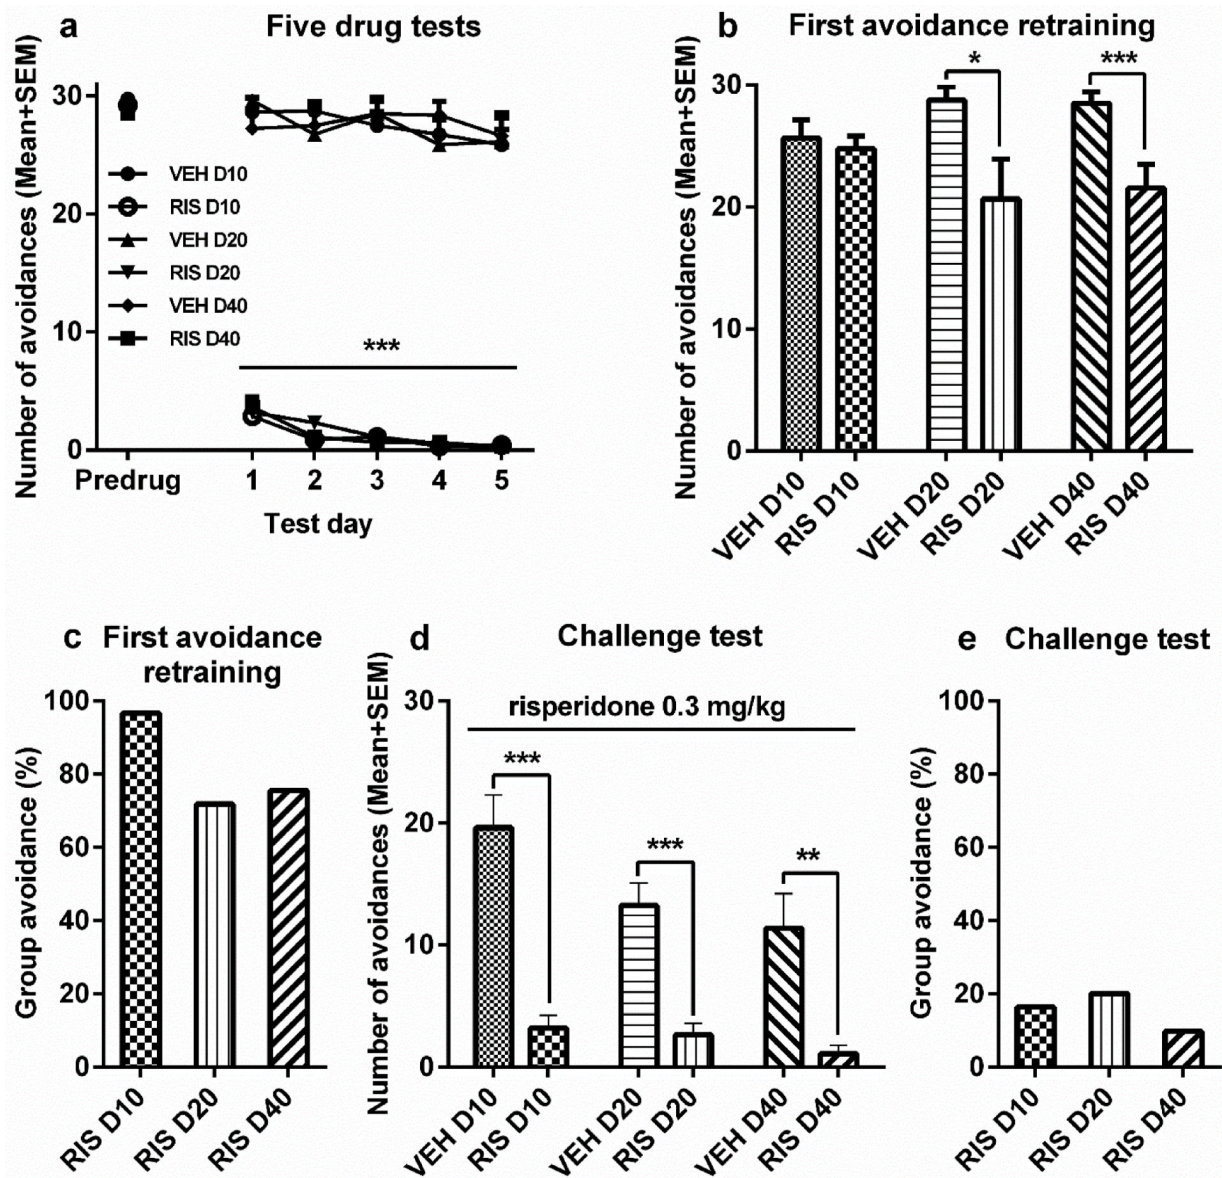 a Five drug tests
Number of avoidances (Mean+SEM)
30
20
10
0
VEH D10
RIS D10
VEH D20
RIS D20
VEH D40
RIS D40
***
Predrug 1 2 3 4 5
Test day
b First avoidance retraining
Number of avoidances (Mean+SEM)
30
20
10
0
* ***
VEH D10 RIS D10 VEH D20 RIS D20 VEH D40 RIS D40
c First avoidance
retraining
Group avoidance (%)
100
80
60
40
20
0
RIS D10 RIS D20 RIS D40
d Challenge test
Number of avoidances (Mean+SEM)
30
20
10
0
risperidone 0.3 mg/kg
*** *** **
VEH D10 RIS D10 VEH D20 RIS D20 VEH D40 RIS D40
e Challenge test
Group avoidance (%)
100
80
60
40
20
0
RIS D10 RIS D20 RIS D40